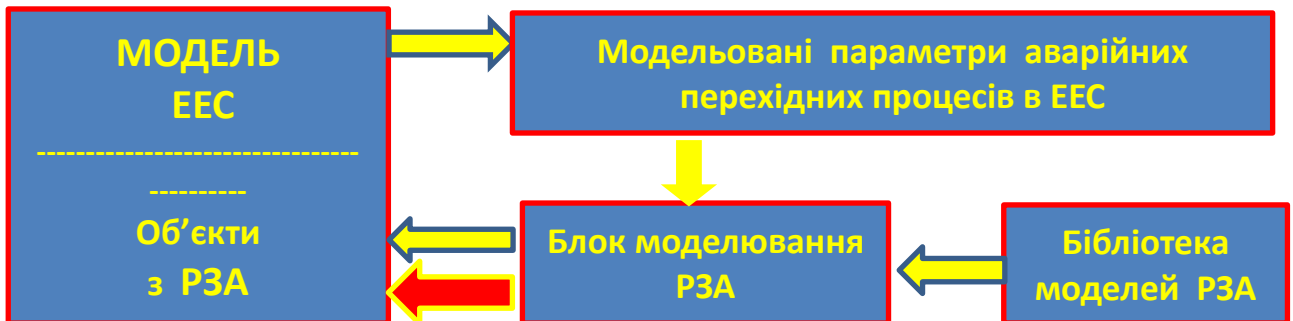 МОДЕЛЬ
ЕЕС
---------------------------------
----------
Об’єкти
з РЗА
Модельовані параметри аварійних
перехідних процесів в ЕЕС
Блок моделювання
РЗА
Бібліотека
моделей РЗА